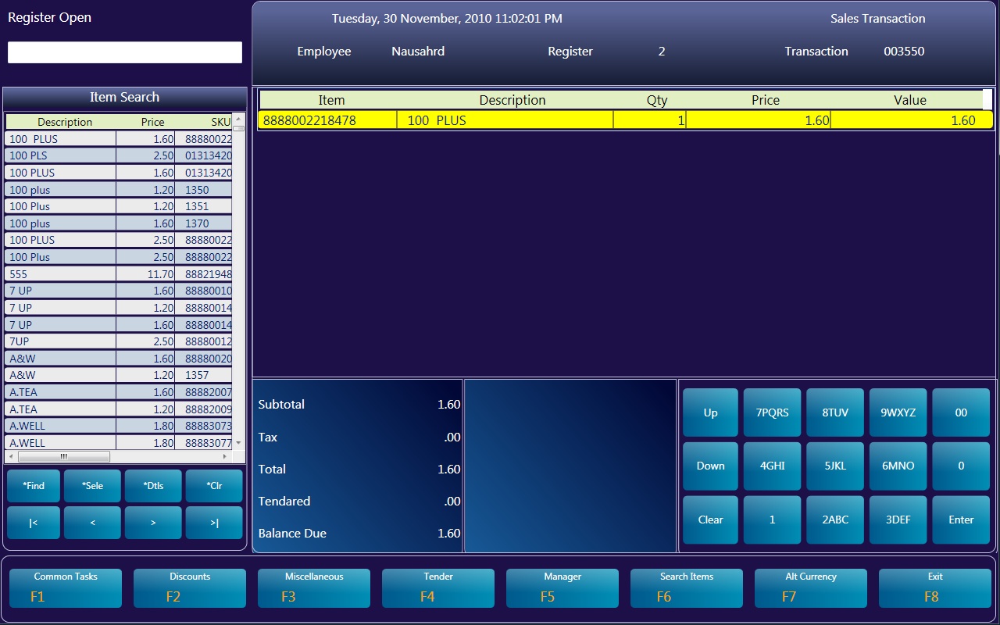 Register Open
Tuesday, 30 November, 2010 11:02:01 PM Sales Transaction
Employee Nausahrd Register 2 Transaction 003550
Item Search
Description Price SKU
100 PLUS 1.60 88880022
100 PLS 2.50 01313420
100 PLUS 1.60 01313420
100 plus 1.20 1350
100 Plus 1.20 1351
100 plus 1.60 1370
100 PLUS 2.50 88880022
100 Plus 2.50 88880022
555 11.70 88821948
7 UP 1.60 88880010
7 UP 1.20 88880014
7 UP 1.60 88880014
7UP 2.50 88880012
A&W 1.60 88880020
A&W 1.20 1357
A.TEA 1.60 88882007
A.TEA 1.20 88882009
A.WELL 1.80 88883073
A.WELL 1.80 88883077
*Find *Sele *Dtls *Clr
|< < > >|
Item Description Qty Price Value
8888002218478 100 PLUS 1 1.60 1.60
Subtotal 1.60
Tax .00
Total 1.60
Tendared .00
Balance Due 1.60
Up 7PQRS 8TUV 9WXYZ 00
Down 4GHI 5JKL 6MNO 0
Clear 1 2ABC 3DEF Enter
Common Tasks Discounts Miscellaneous Tender Manager Search Items Alt Currency Exit
F1 F2 F3 F4 F5 F6 F7 F8